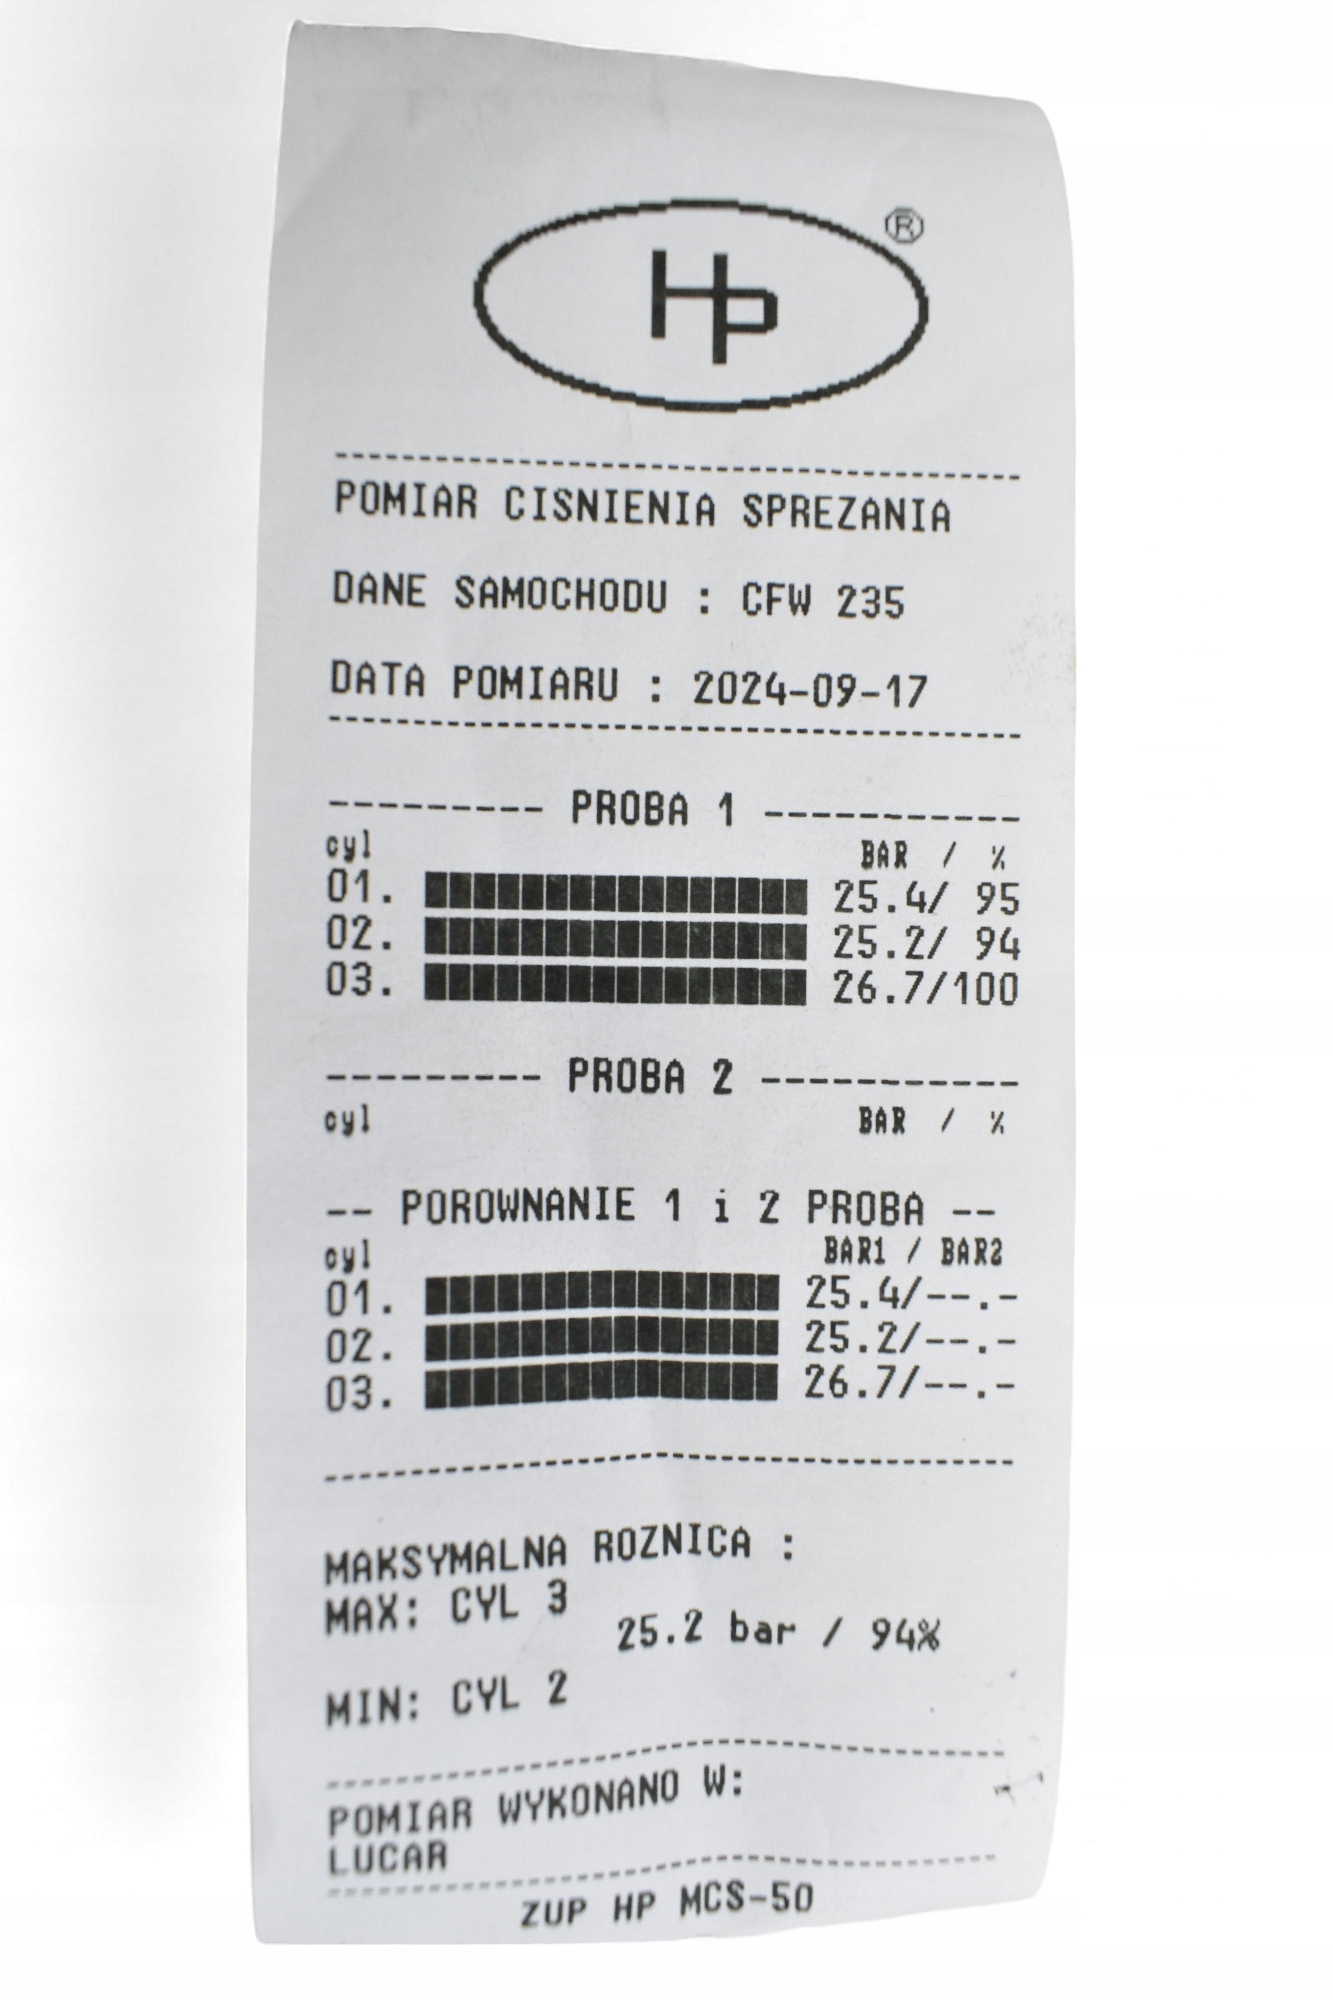 HP ®
POMIAR CISNIENIA SPREZANIA
DANE SAMOCHODU : CFW 235
DATA POMIARU : 2024-09-17
--------- PROBA 1 -----------
cyl BAR / %
01. 25.4/ 95
02. 25.2/ 94
03. 26.7/100
--------- PROBA 2 -----------
cyl BAR / %
-- POROWNANIE 1 i 2 PROBA --
cyl BAR1 / BAR2
01. 25.4/--.-
02. 25.2/--.-
03. 26.7/--.-
MAKSYMALNA ROZNICA :
MAX: CYL 3
25.2 bar / 94%
MIN: CYL 2
POMIAR WYKONANO W:
LUCAR
ZUP HP MCS-50